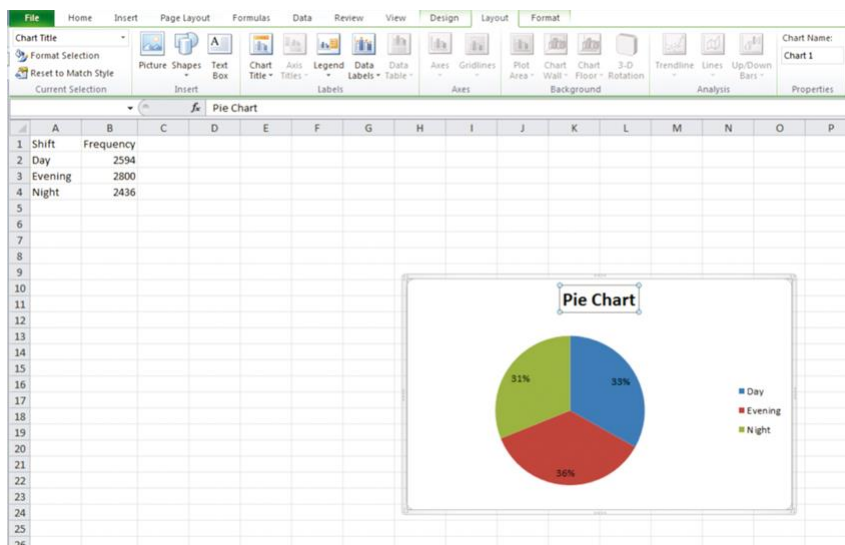 File Home Insert Page Layout Formulas Data Review View Design Layout Format
Chart Title
Format Selection
Reset to Match Style
Current Selection
Picture Shapes Text Box
Insert
Chart Title Axis Titles Legend Data Labels Data Table
Labels
Axes Gridlines
Axes
Plot Area Chart Wall Chart Floor 3-D Rotation
Background
Trendline Lines Up/Down Bars
Analysis
Chart Name:
Chart 1
Properties
fx Pie Chart
A B C D E F G H I J K L M N O P
1 Shift Frequency
2 Day 2594
3 Evening 2800
4 Night 2436
5
6
7
8
9
10
11
12
13
14
15
16
17
18
19
20
21
22
23
24
25
26
Pie Chart
31% 33%
36%
Day
Evening
Night